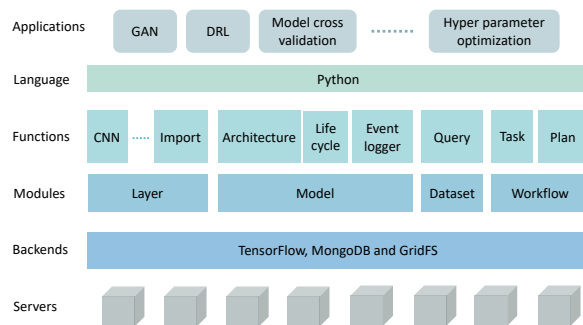 Applications
GAN
DRL
Model cross
validation
Hyper parameter
optimization
Language
Python
Functions
CNN
Import
Architecture
Life
cycle
Event
logger
Query
Task
Plan
Modules
Layer
Model
Dataset
Workflow
Backends
TensorFlow, MongoDB and GridFS
Servers